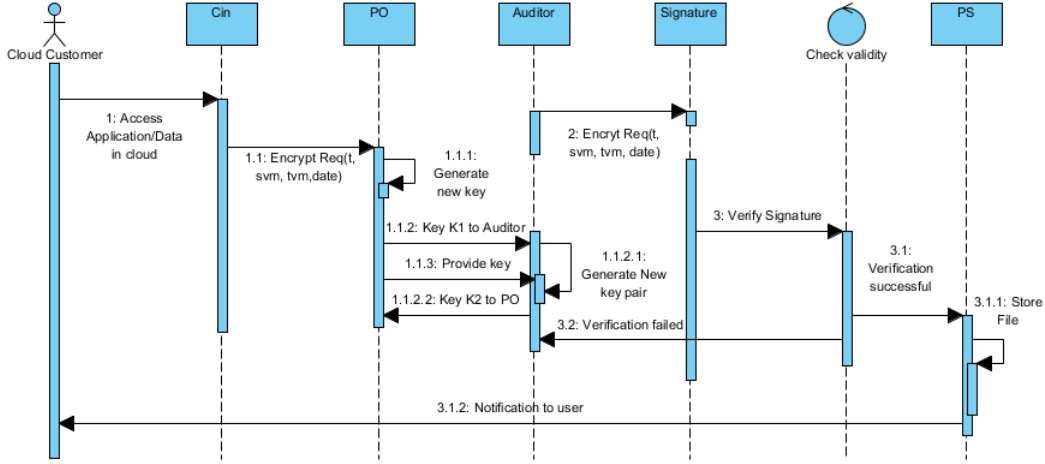 Cin
PO
Auditor
Signature
PS
Cloud Customer
Check validity
1: Access
Application/Data
in cloud
1.1: Encrypt Req(t,
svm, tvm,date)
1.1.1:
Generate
new key
2: Encryt Req(t,
svm, tvm, date)
1.1.2: Key K1 to Auditor
1.1.3: Provide key
1.1.2.2: Key K2 to PO
1.1.2.1:
Generate New
key pair
3: Verify Signature
3.1:
Verification
successful
3.2: Verification failed
3.1.1: Store
File
3.1.2: Notification to user